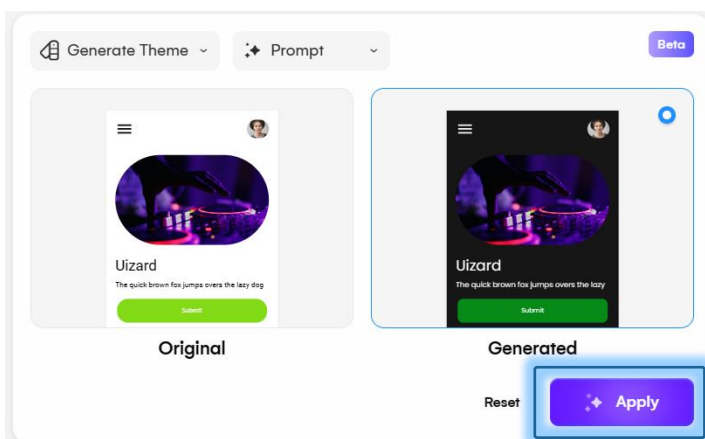 Generate Theme
Prompt
Beta
Uizard
The quick brown fox jumps overs the lazy dog
Submit
Uizard
The quick brown fox jumps overs the lazy
Submit
Original
Generated
Reset
Apply